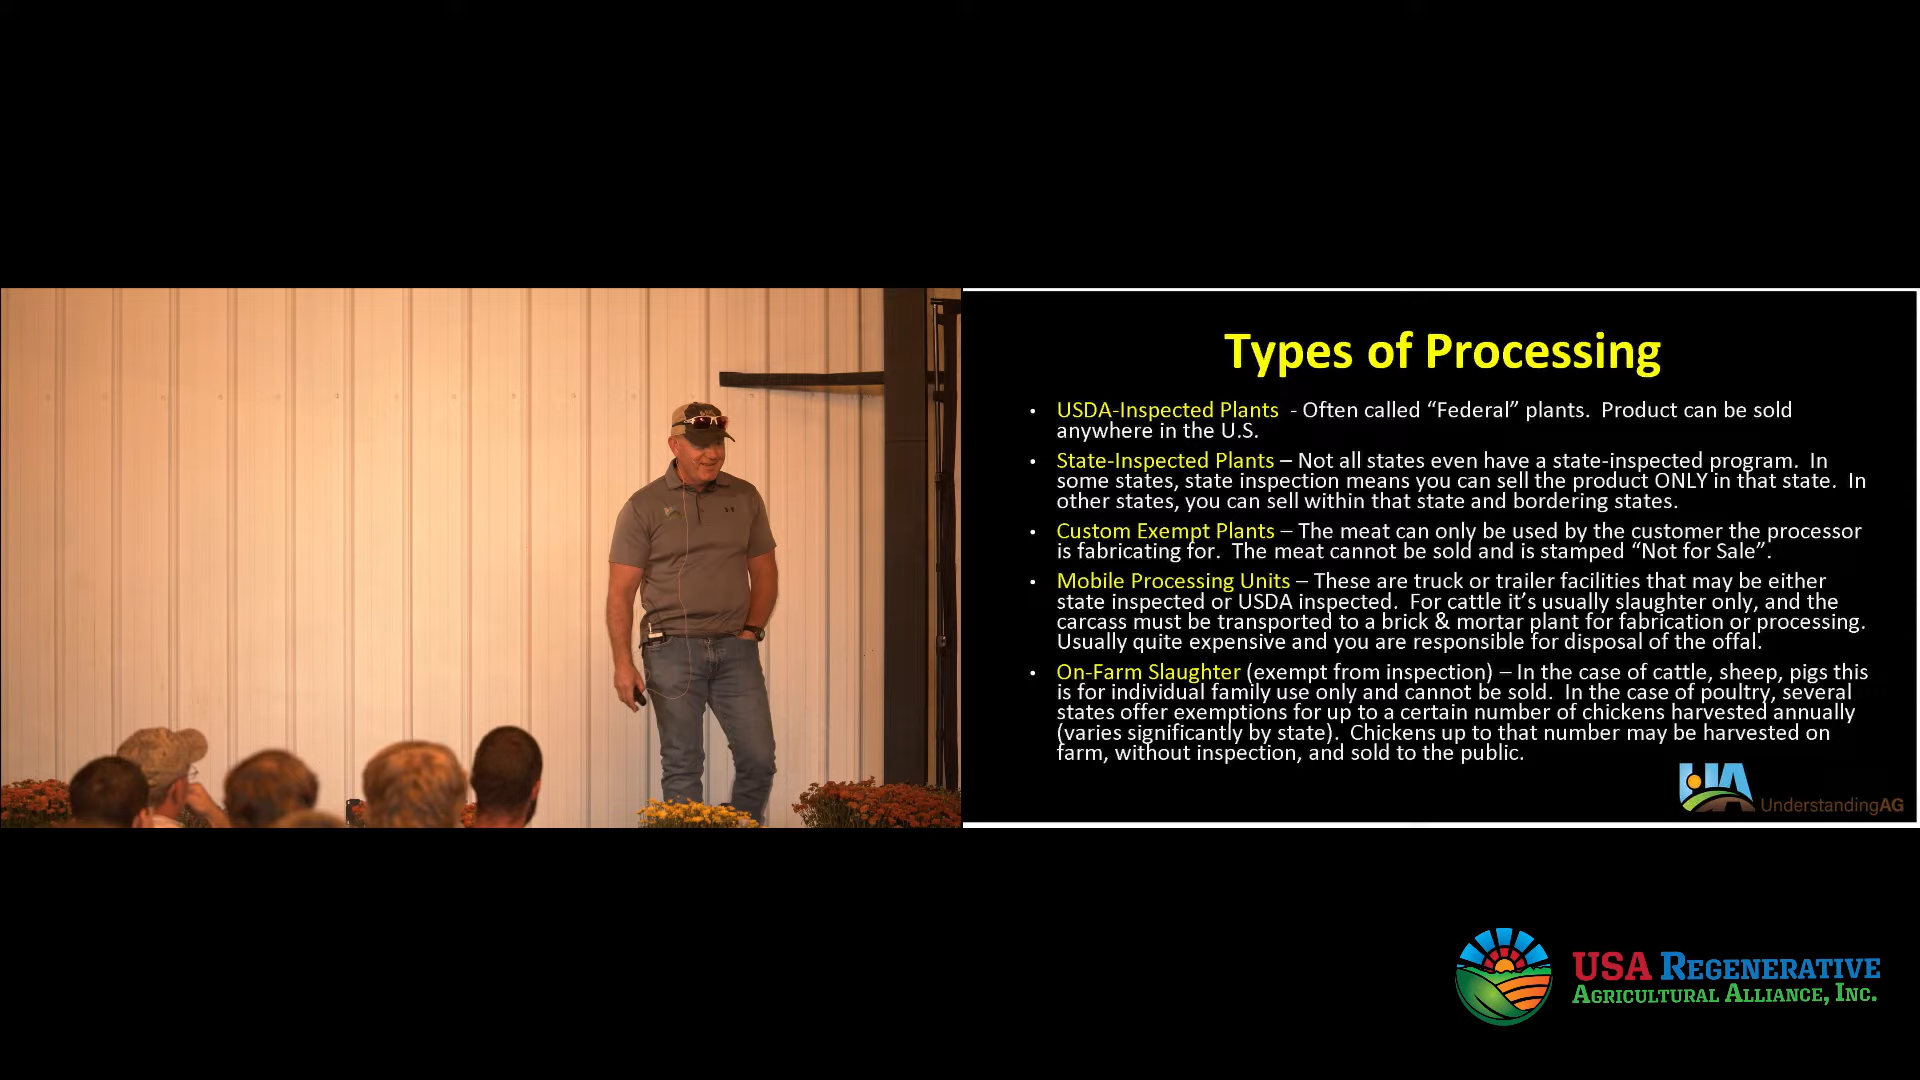 Types of Processing
• USDA-Inspected Plants  - Often called “Federal” plants.  Product can be sold
anywhere in the U.S.
• State-Inspected Plants – Not all states even have a state-inspected program.  In
some states, state inspection means you can sell the product ONLY in that state.  In
other states, you can sell within that state and bordering states.
• Custom Exempt Plants – The meat can only be used by the customer the processor
is fabricating for.  The meat cannot be sold and is stamped “Not for Sale”.
• Mobile Processing Units – These are truck or trailer facilities that may be either
state inspected or USDA inspected.  For cattle it’s usually slaughter only, and the
carcass must be transported to a brick & mortar plant for fabrication or processing.
Usually quite expensive and you are responsible for disposal of the offal.
• On-Farm Slaughter (exempt from inspection) – In the case of cattle, sheep, pigs this
is for individual family use only and cannot be sold.  In the case of poultry, several
states offer exemptions for up to a certain number of chickens harvested annually
(varies significantly by state).  Chickens up to that number may be harvested on
farm, without inspection, and sold to the public.
UA
UnderstandingAG
USA REGENERATIVE
AGRICULTURAL ALLIANCE, INC.